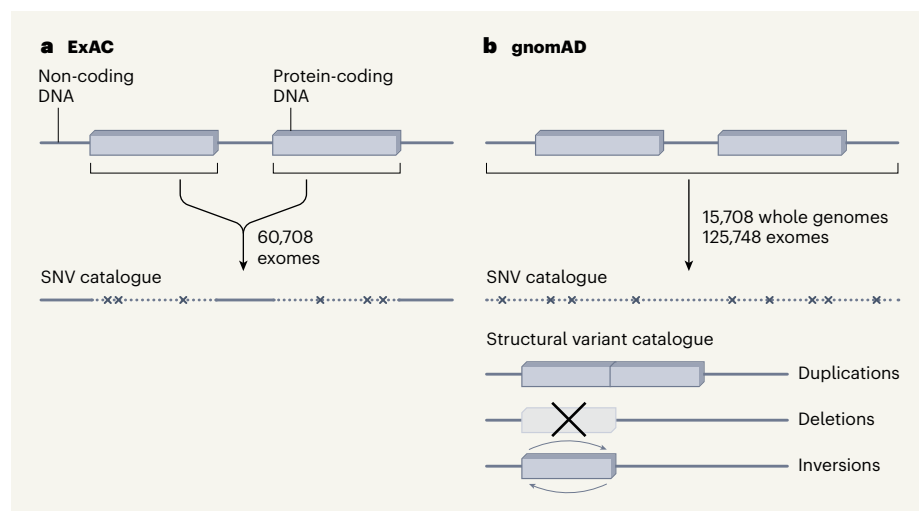 a ExAC
Non-coding
DNA
Protein-coding
DNA
60,708
exomes
SNV catalogue
b gnomAD
15,708 whole genomes
125,748 exomes
SNV catalogue
Structural variant catalogue
Duplications
Deletions
Inversions